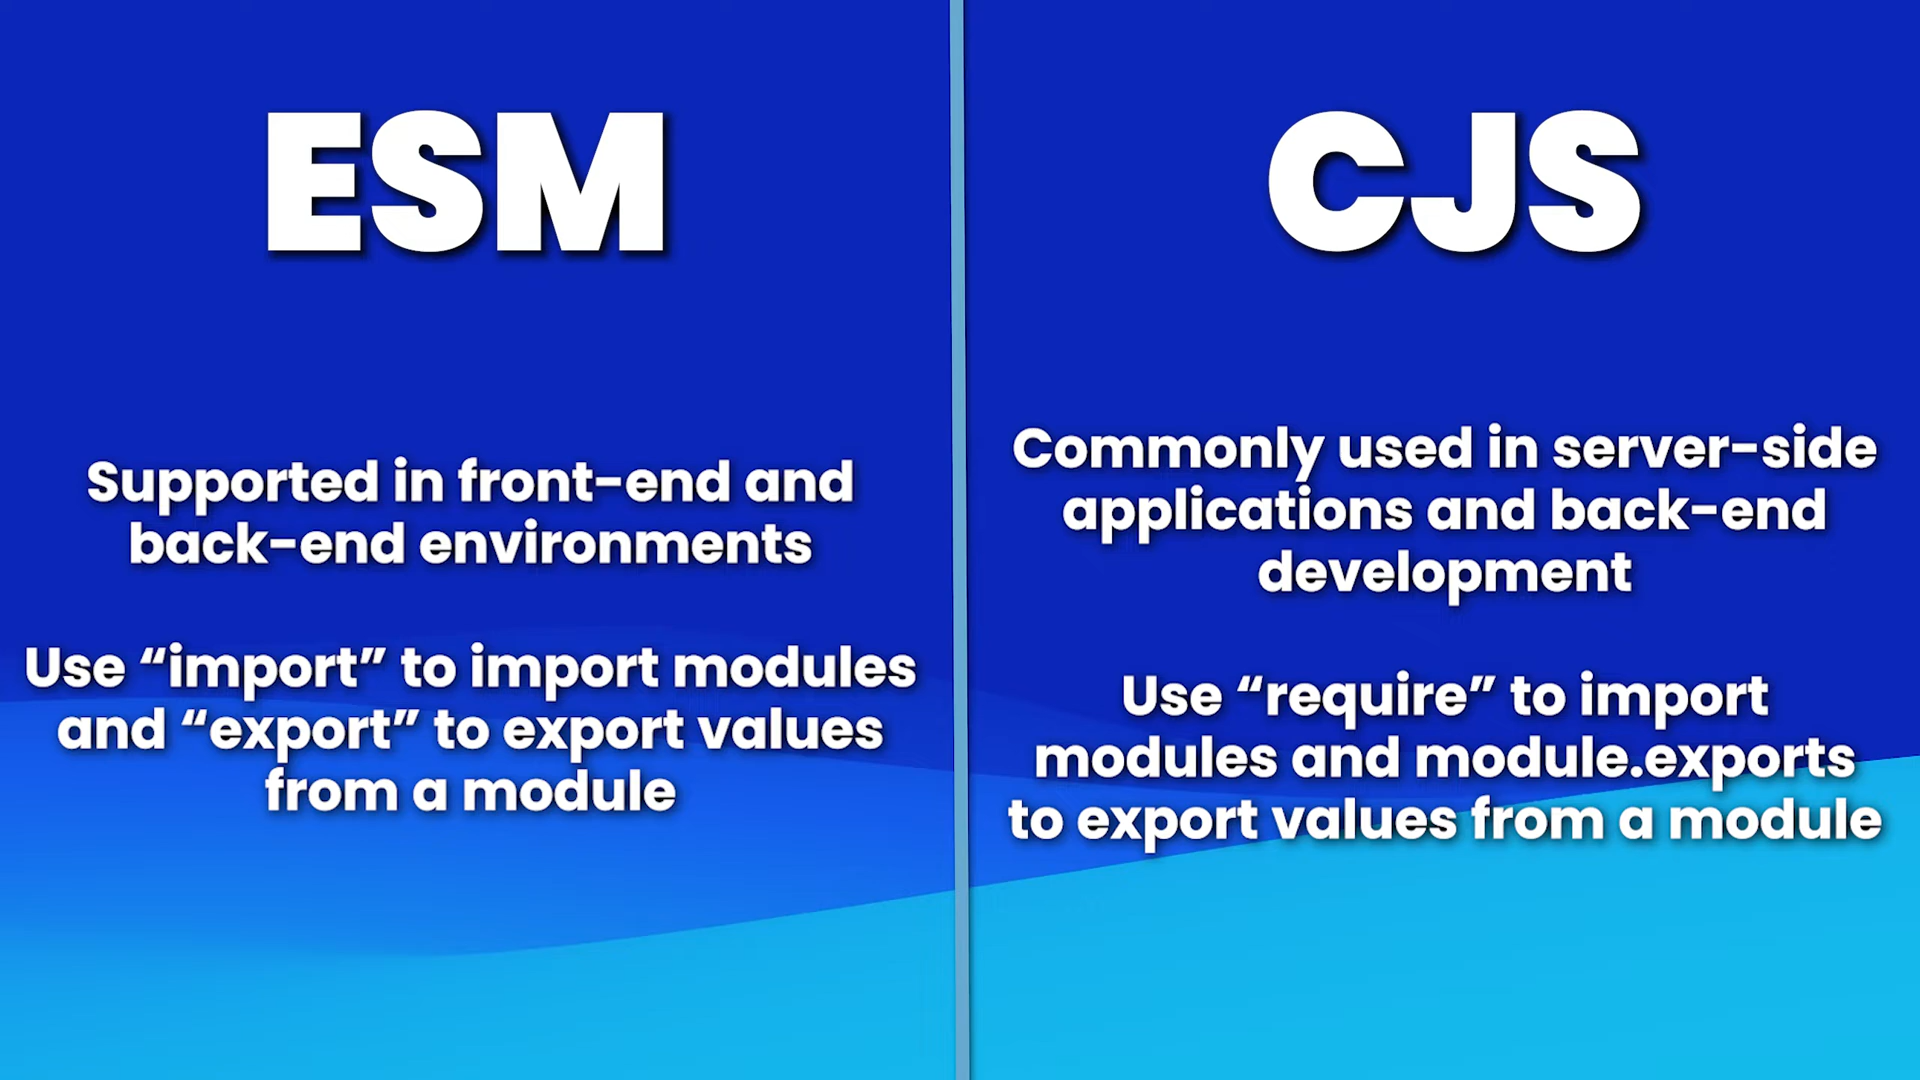 ESM
Supported in front-end and
back-end environments
Use “import” to import modules
and “export” to export values
from a module
CJS
Commonly used in server-side
applications and back-end
development
Use “require” to import
modules and module.exports
to export values from a module